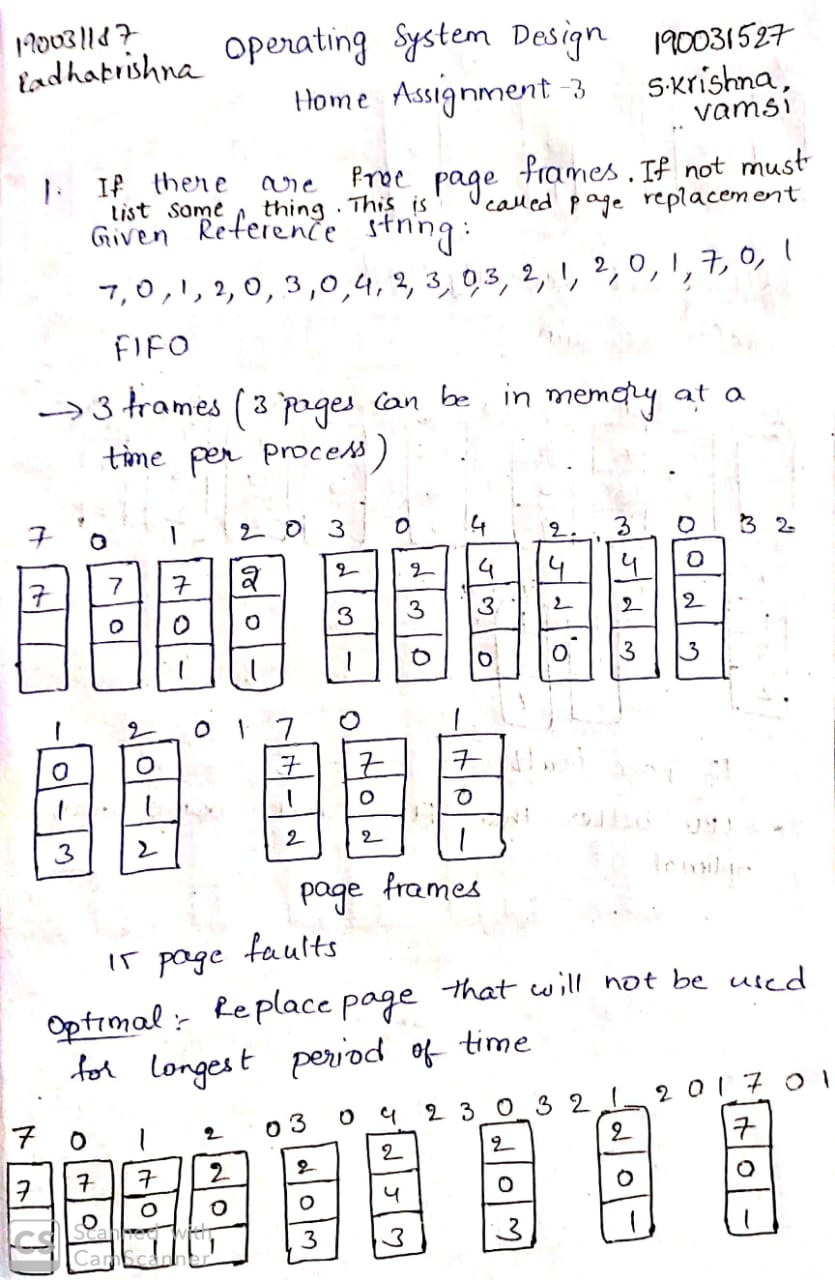 190031187 Operating System Design 190031527
Radhakrishna Home Assignment -3 S.Krishna,
vamsi
1. If there are free page frames. If not must
list some thing. This is called page replacement
Given Reference string:
7,0,1,2,0,3,0,4,2,3,0,3,2,1,2,0,1,7,0,1
FIFO
→ 3 frames (3 pages can be in memory at a
time per process)
7 0 1 2 0 3 0 4 2 3 0 3 2
7 7 7 2 2 2 4 4 4 0
0 0 0 3 3 3 2 2 2
1 1 1 0 0 0 3 3
1 2 0 1 7 0 1
0 0 7 7 7
1 1 1 0 0
3 2 2 2 1
page frames
15 page faults
Optimal :- Replace page that will not be used
for longest period of time
7 0 1 2 0 3 0 4 2 3 0 3 2 1 2 0 1 7 0 1
7 7 7 2 2 2 2 2 7
0 0 0 0 4 0 0 0
1 1 3 3 3 1 1
CS Scanned with
CamScanner